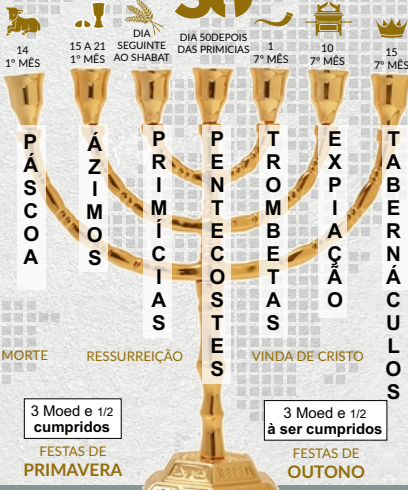 50
14
1º MÊS
15 A 21
1º MÊS
DIA
SEGUINTE
AO SHABAT
DIA 50DEPOIS
DAS PRIMICIAS
1
7º MÊS
10
7º MÊS
15
7º MÊS
PÁSCOA
ÁZIMOS
PRIMÍCIAS
PENTECOSTES
TROMBETAS
EXPIAÇÃO
TABERNÁCULOS
MORTE
RESSURREIÇÃO
VINDA DE CRISTO
3 Moed e 1/2
cumpridos
3 Moed e 1/2
à ser cumpridos
FESTAS DE
PRIMAVERA
FESTAS DE
OUTONO